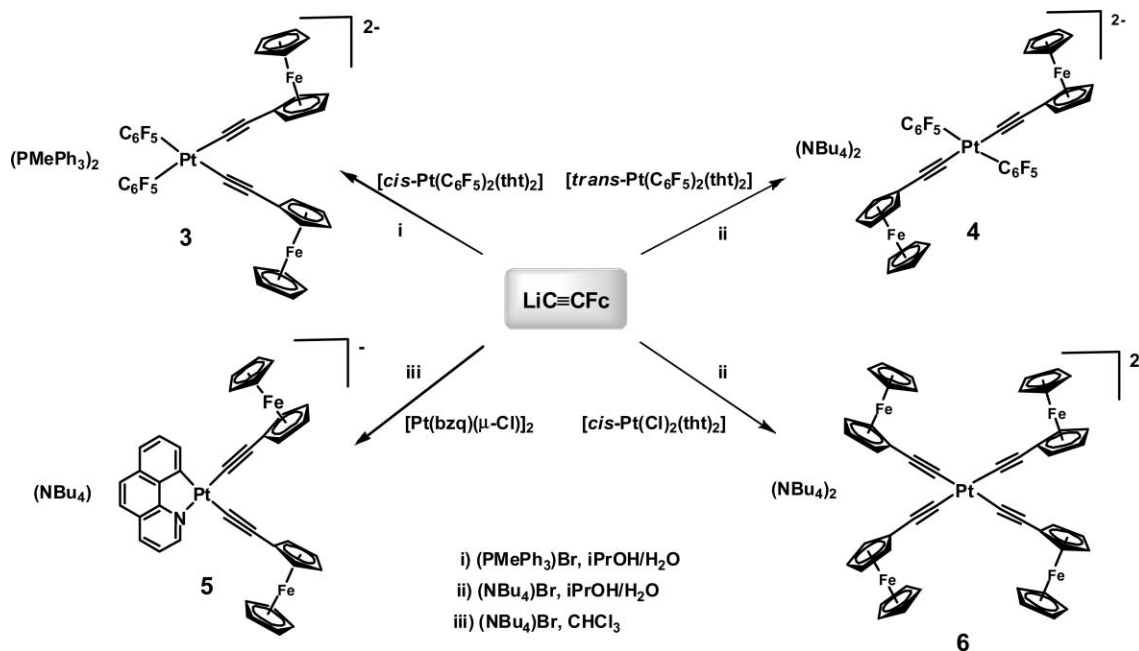 2-
Fe
C₆F₅
C₆F₅
Pt
(PMePh₃)₂
Fe
3
[cis-Pt(C₆F₅)₂(tht)₂]
i
2-
Fe
C₆F₅
Pt
C₆F₅
(NBu₄)₂
Fe
4
[trans-Pt(C₆F₅)₂(tht)₂]
ii
LiC≡CFc
-
iii
Fe
[Pt(bzq)(μ-Cl)]₂
(NBu₄)
Pt
N
Fe
5
ii
[cis-Pt(Cl)₂(tht)₂]
2
Fe
Fe
(NBu₄)₂
Pt
Fe
Fe
6
i) (PMePh₃)Br, iPrOH/H₂O
ii) (NBu₄)Br, iPrOH/H₂O
iii) (NBu₄)Br, CHCl₃